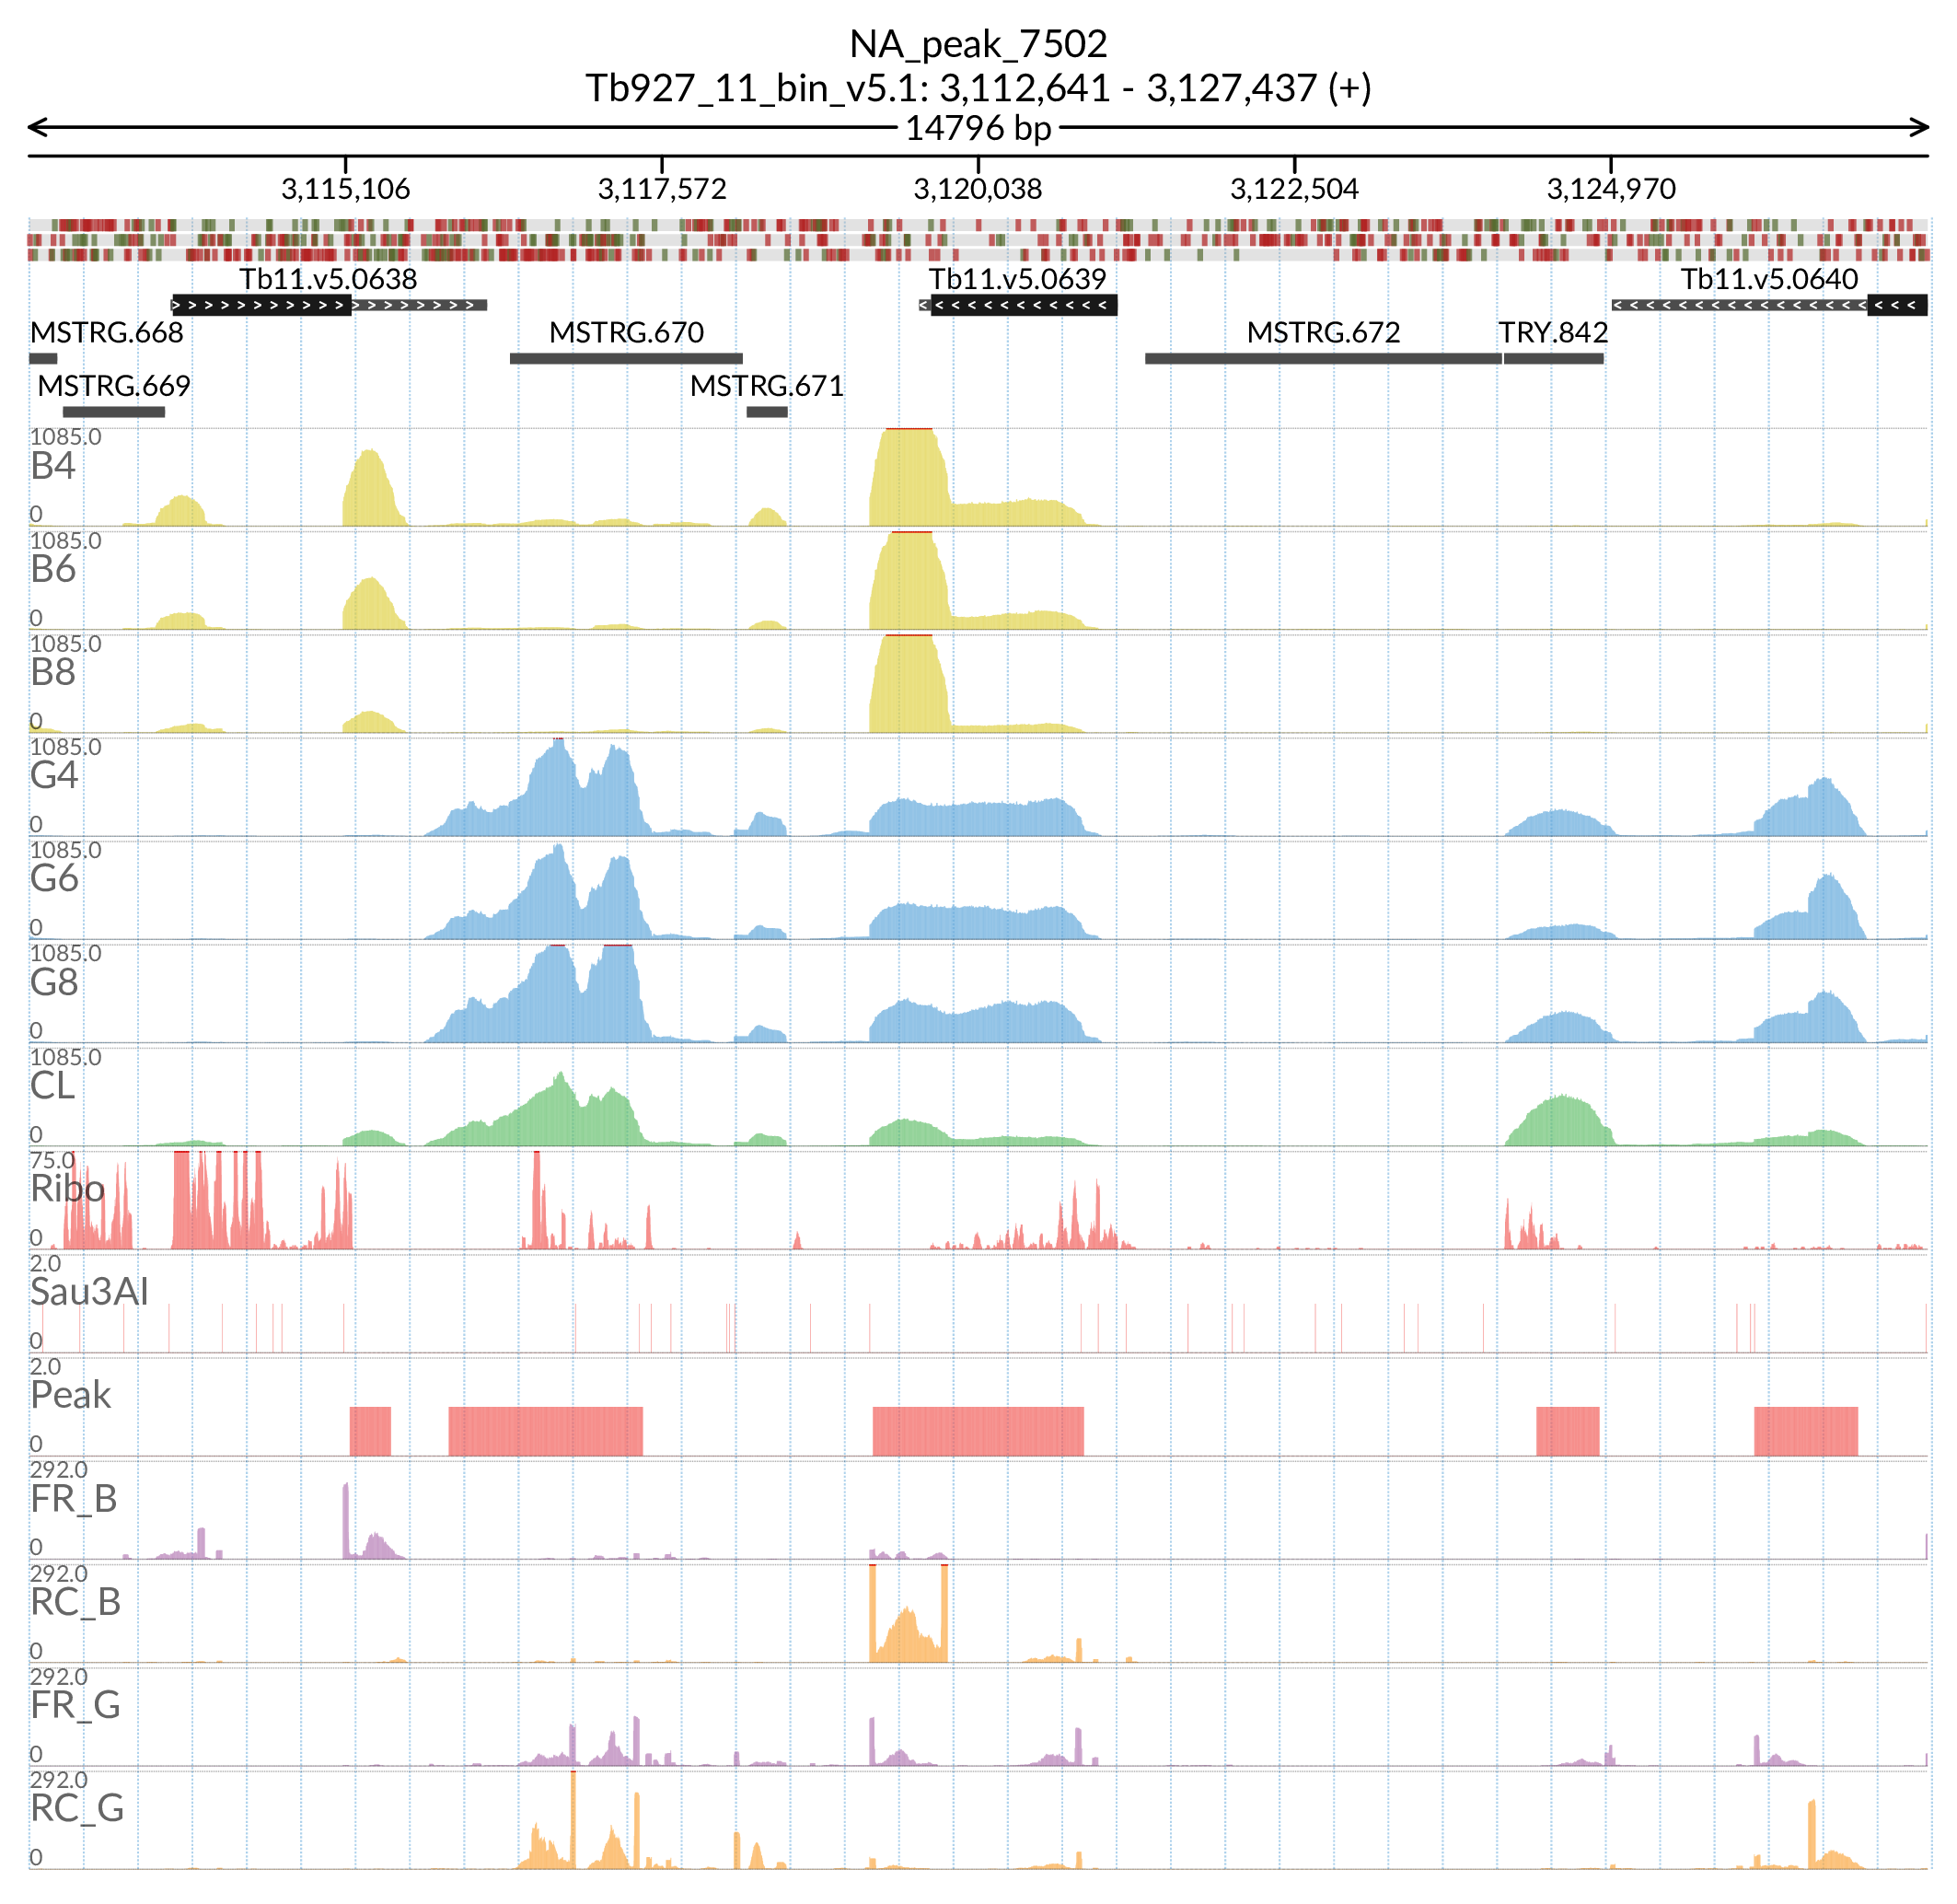 NA_peak_7502
Tb927_11_bin_v5.1: 3,112,641 - 3,127,437 (+)
14796 bp
3,115,106 3,117,572 3,120,038 3,122,504 3,124,970
Tb11.v5.0638 Tb11.v5.0639 Tb11.v5.0640
MSTRG.668 MSTRG.670 MSTRG.672 TRY.842
MSTRG.669 MSTRG.671
1085.0
B4
0
1085.0
B6
0
1085.0
B8
0
1085.0
G4
0
1085.0
G6
0
1085.0
G8
0
1085.0
CL
0
75.0
Ribo
0
2.0
Sau3AI
0
2.0
Peak
0
292.0
FR_B
0
292.0
RC_B
0
292.0
FR_G
0
292.0
RC_G
0